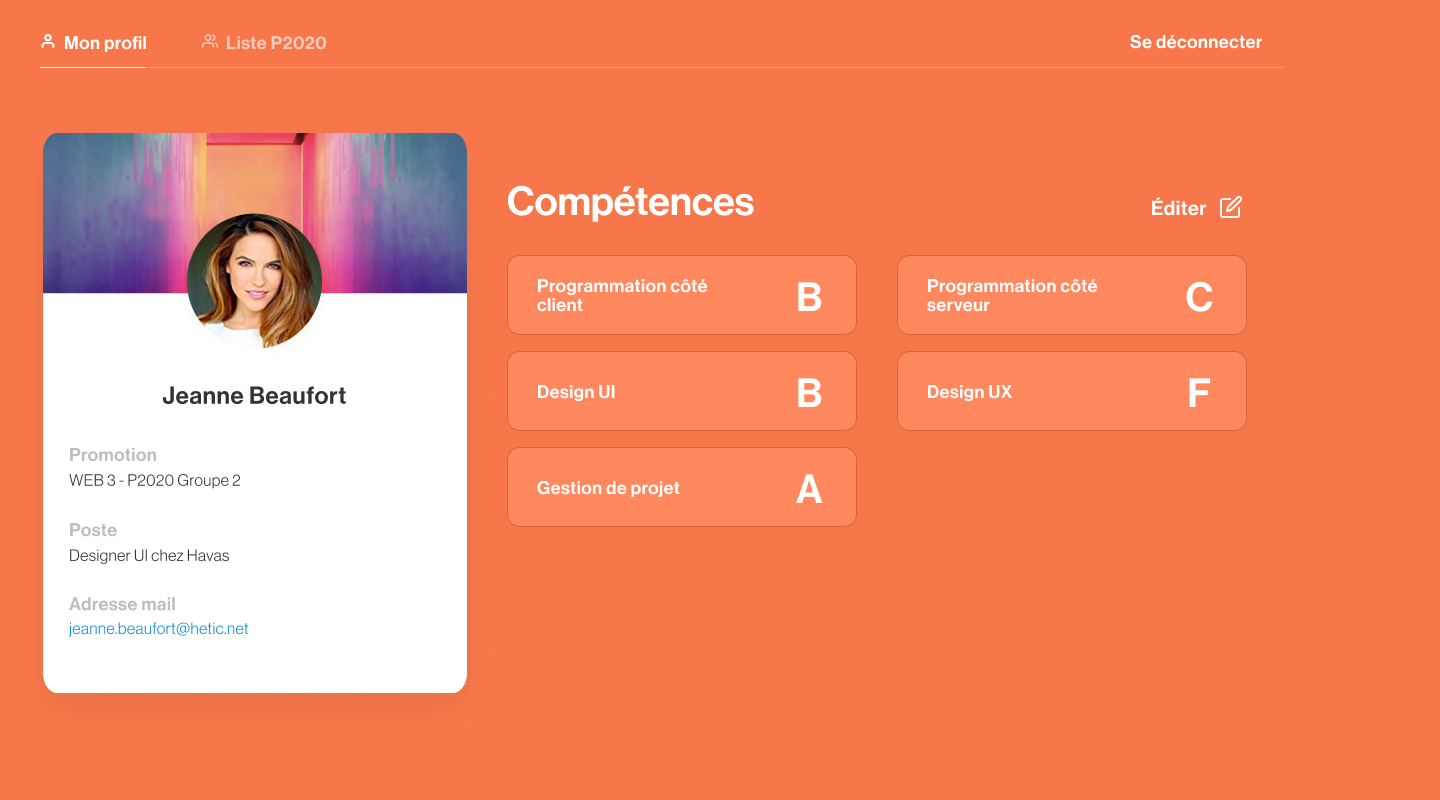 Mon profil
Liste P2020
Se déconnecter
Jeanne Beaufort
Promotion
WEB 3 - P2020 Groupe 2
Poste
Designer UI chez Havas
Adresse mail
jeanne.beaufort@hetic.net
Compétences
Éditer
Programmation côté
client
B
Programmation côté
serveur
C
Design UI
B
Design UX
F
Gestion de projet
A